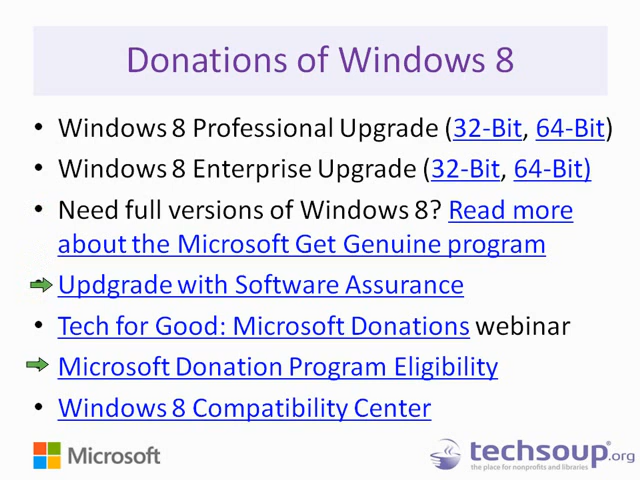 Donations of Windows 8
• Windows 8 Professional Upgrade (32-Bit, 64-Bit)
• Windows 8 Enterprise Upgrade (32-Bit, 64-Bit)
• Need full versions of Windows 8? Read more
about the Microsoft Get Genuine program
Updgrade with Software Assurance
• Tech for Good: Microsoft Donations webinar
Microsoft Donation Program Eligibility
• Windows 8 Compatibility Center
Microsoft
techsoup.org
the place for nonprofits and libraries